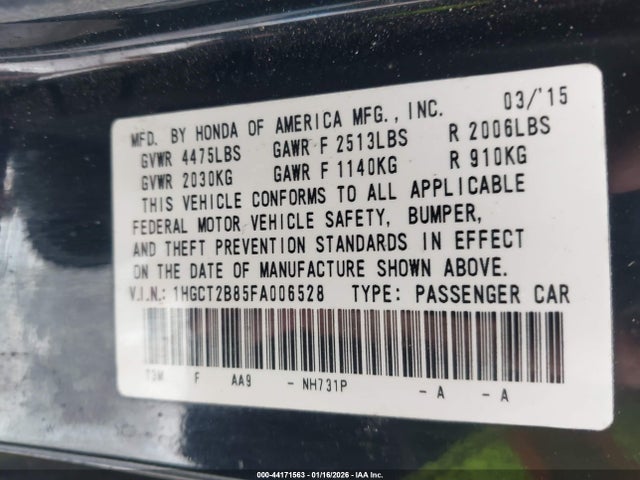 MFD. BY HONDA OF AMERICA MFG., INC. 03/'15
GVWR 4475LBS GAWR F 2513LBS R 2006LBS
GVWR 2030KG GAWR F 1140KG R 910KG
THIS VEHICLE CONFORMS TO ALL APPLICABLE
FEDERAL MOTOR VEHICLE SAFETY, BUMPER,
AND THEFT PREVENTION STANDARDS IN EFFECT
ON THE DATE OF MANUFACTURE SHOWN ABOVE.
V.I.N.: 1HGCT2B85FA006528 TYPE: PASSENGER CAR
T3M F AA9 - NH731P - A - A
000-44171563 | 01/16/2026 - IAA Inc.